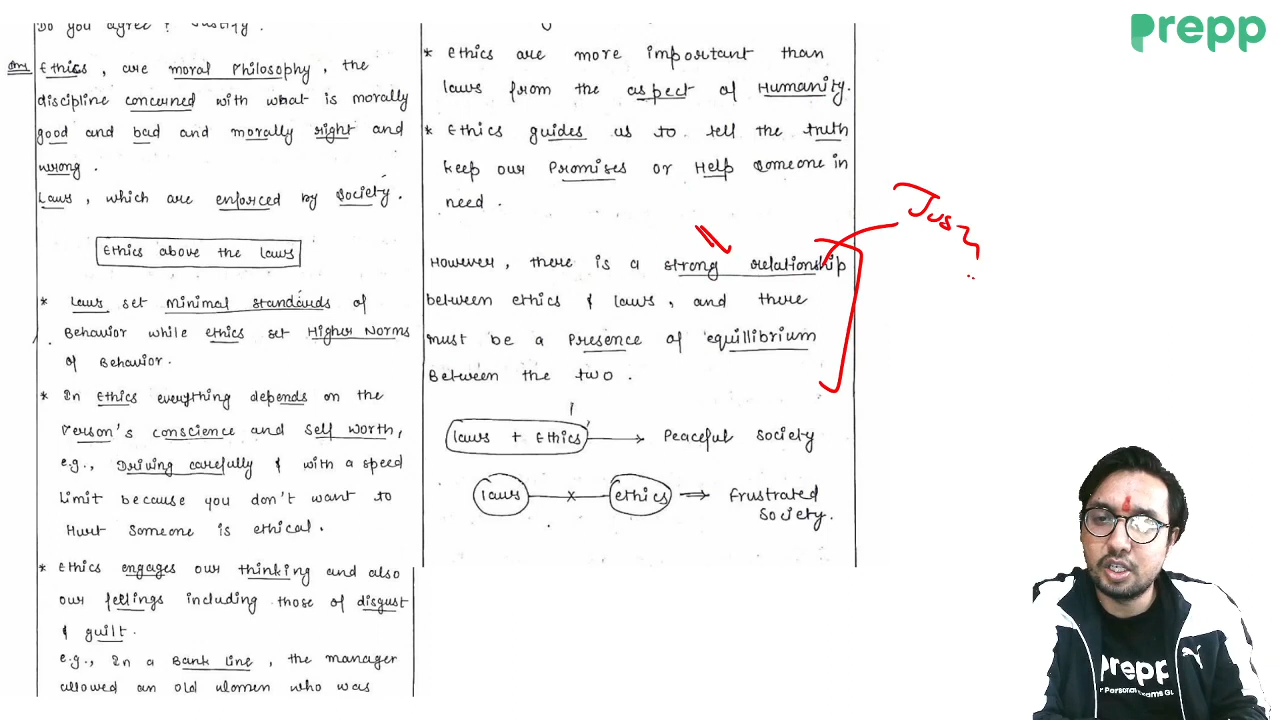 Do you agree? Justify.
Ans Ethics, are moral Philosophy, the
discipline concerned with what is morally
good and bad and morally right and
wrong.
Laws, which are enforced by Society.
Ethics above the laws
* Laws set Minimal standards of
Behavior while ethics set Higher Norms
of Behavior.
* In Ethics everything depends on the
Person's conscience and Self worth,
e.g., Driving carefully & with a speed
limit because you don't want to
Hurt Someone is ethical.
* Ethics engages our thinking and also
our feelings including those of disgust
& guilt.
e.g., In a Bank line, the manager
allowed an old women who was
* Ethics are more important than
laws from the aspect of Humanity.
* Ethics guides us to tell the truth
keep our Promises or Help Someone in
need.
However, there is a strong relationship
between ethics & laws, and there
must be a Presence of equilibrium
Between the two.
laws + Ethics → Peaceful Society
laws x ethics ⇒ Frustrated
Society.
prepp
prepp